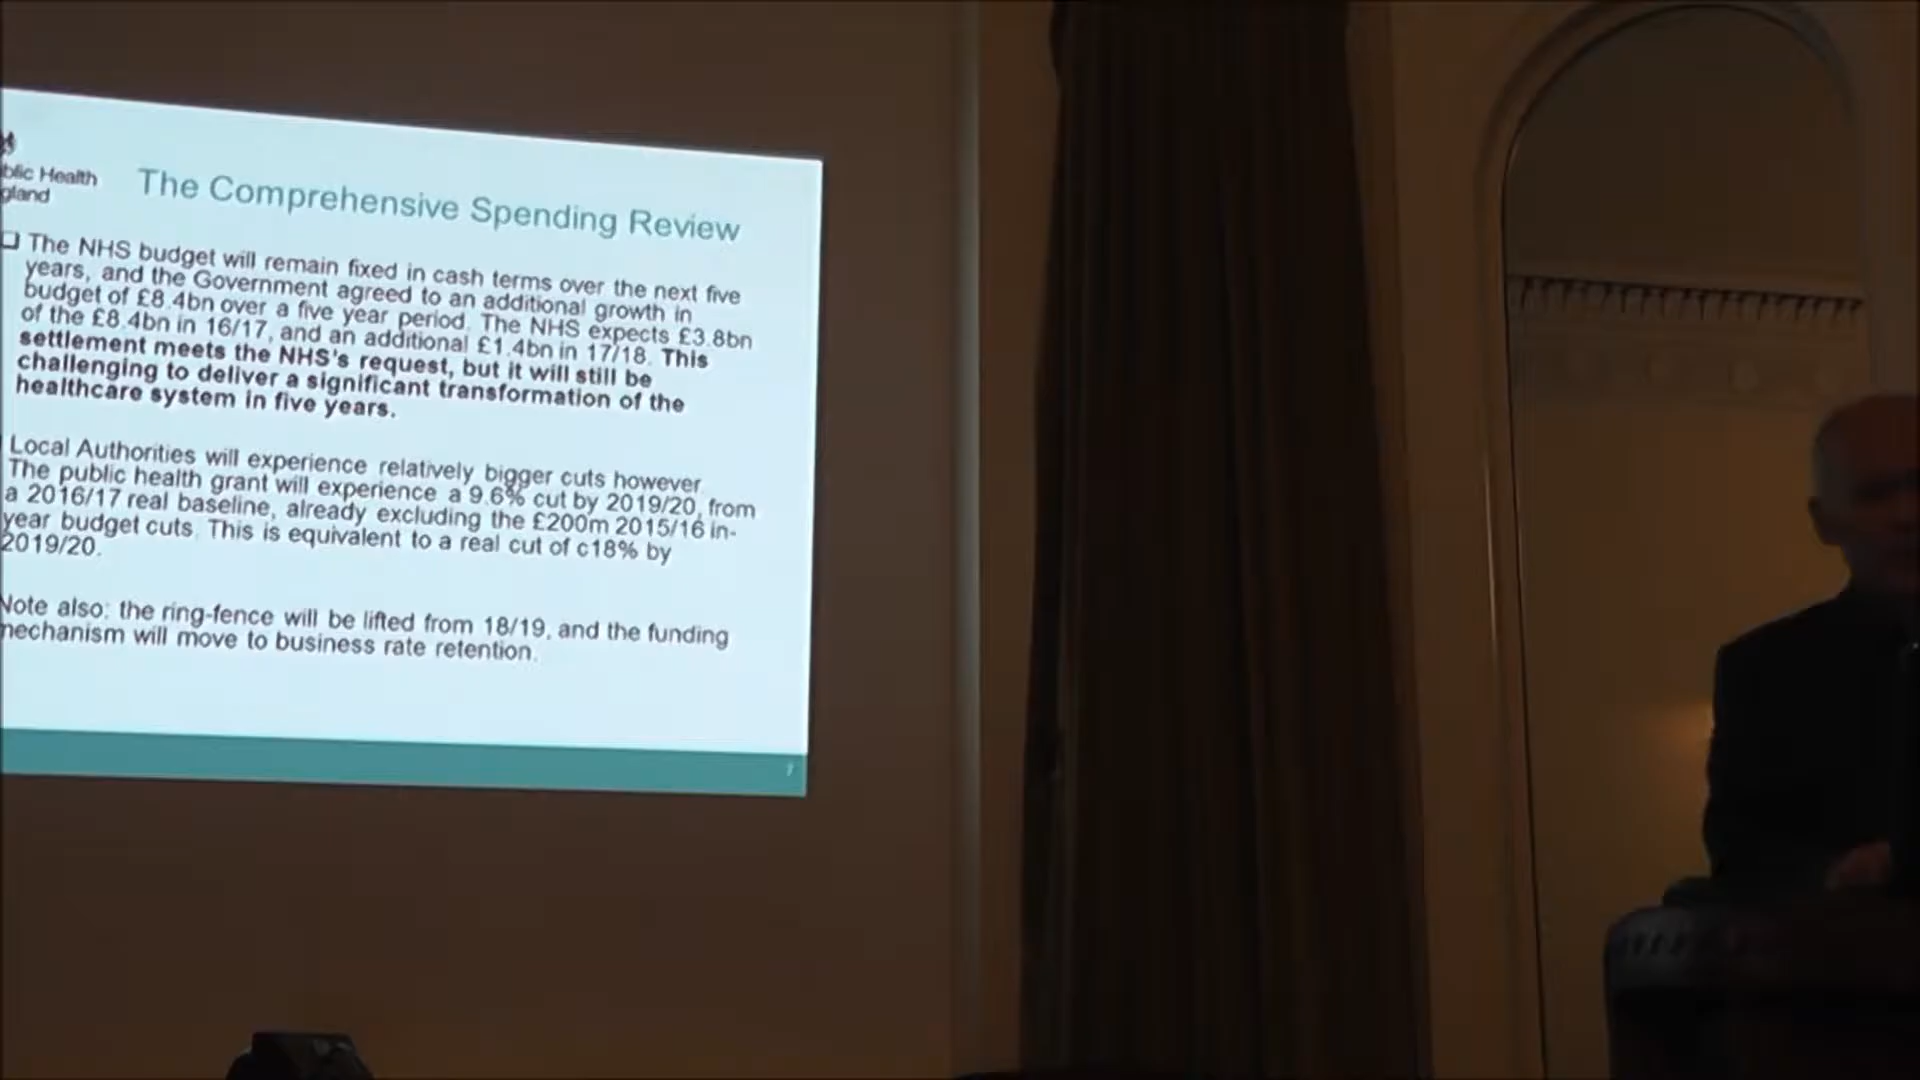 blic Health
gland
The Comprehensive Spending Review
The NHS budget will remain fixed in cash terms over the next five
years, and the Government agreed to an additional growth in
budget of £8.4bn over a five year period. The NHS expects £3.8bn
of the £8.4bn in 16/17, and an additional £1.4bn in 17/18. This
settlement meets the NHS's request, but it will still be
challenging to deliver a significant transformation of the
healthcare system in five years.
Local Authorities will experience relatively bigger cuts however.
The public health grant will experience a 9.6% cut by 2019/20, from
a 2016/17 real baseline, already excluding the £200m 2015/16 in-
year budget cuts. This is equivalent to a real cut of c18% by
2019/20.
Note also: the ring-fence will be lifted from 18/19, and the funding
mechanism will move to business rate retention.
7